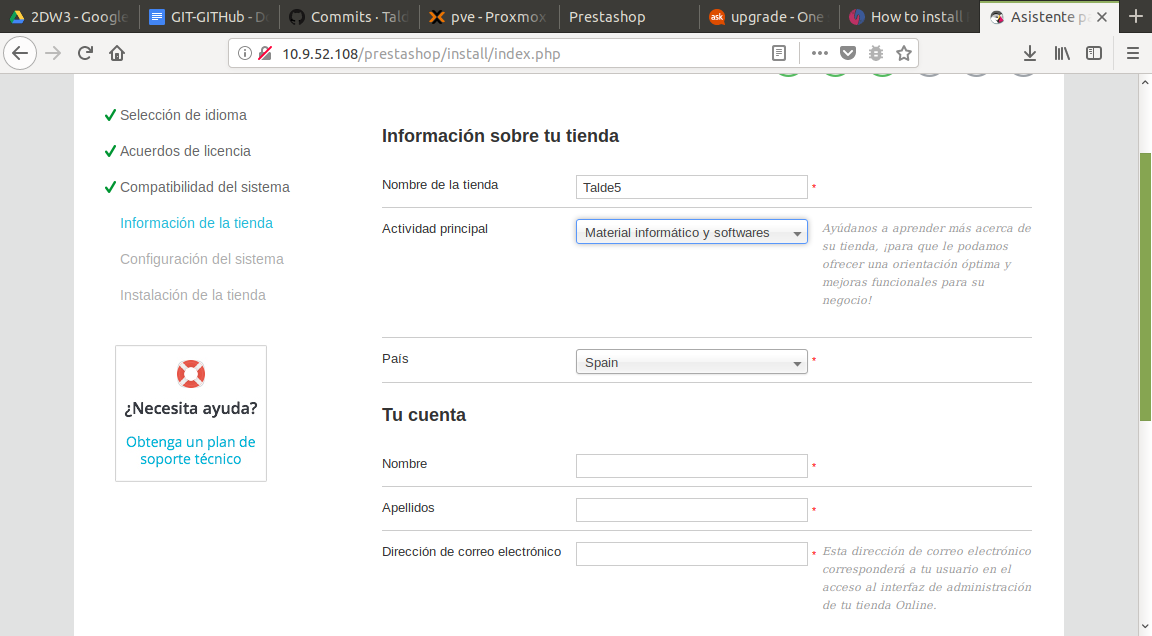 2DW3 - Google
GIT-GITHub - D
Commits · Tald
pve - Proxmox
Prestashop
ask upgrade - One
How to install
Asistente p
10.9.52.108/prestashop/install/index.php
Selección de idioma
Acuerdos de licencia
Compatibilidad del sistema
Información de la tienda
Configuración del sistema
Instalación de la tienda
¿Necesita ayuda?
Obtenga un plan de
soporte técnico
Información sobre tu tienda
Nombre de la tienda Talde5 *
Actividad principal Material informático y softwares
Ayúdanos a aprender más acerca de
su tienda, ¡para que le podamos
ofrecer una orientación óptima y
mejoras funcionales para su
negocio!
País Spain *
Tu cuenta
Nombre *
Apellidos *
Dirección de correo electrónico *
Esta dirección de correo electrónico
corresponderá a tu usuario en el
acceso al interfaz de administración
de tu tienda Online.